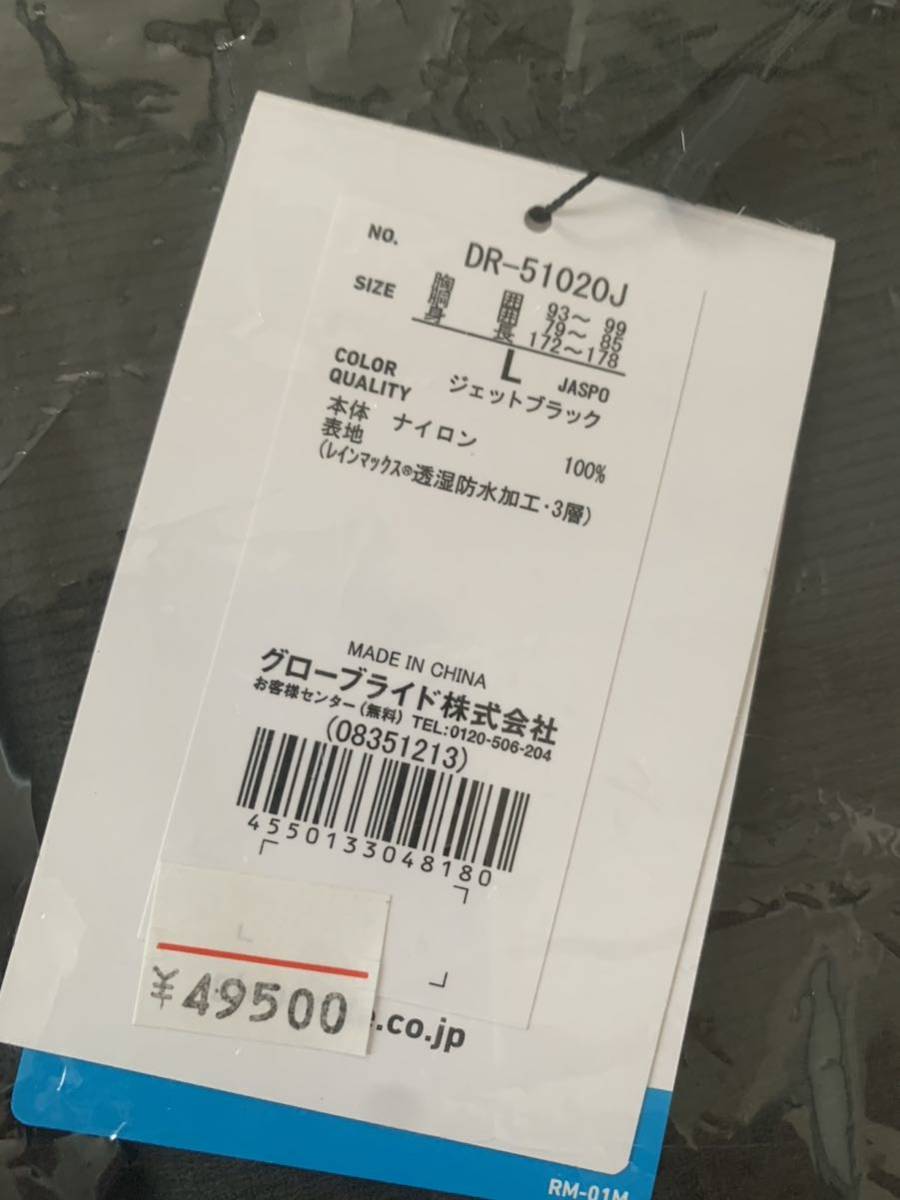 NO. DR-51020J
SIZE 胸囲 93〜 99
胴囲 79〜 85
身長 172〜178
L JASPO
COLOR ジェットブラック
QUALITY
本体 ナイロン 100%
表地
(レインマックス®透湿防水加工・3層)
MADE IN CHINA
グローブライド株式会社
お客様センター(無料) TEL:0120-506-204
(08351213)
4550133048180
L
¥49500
e.co.jp
RM-01M